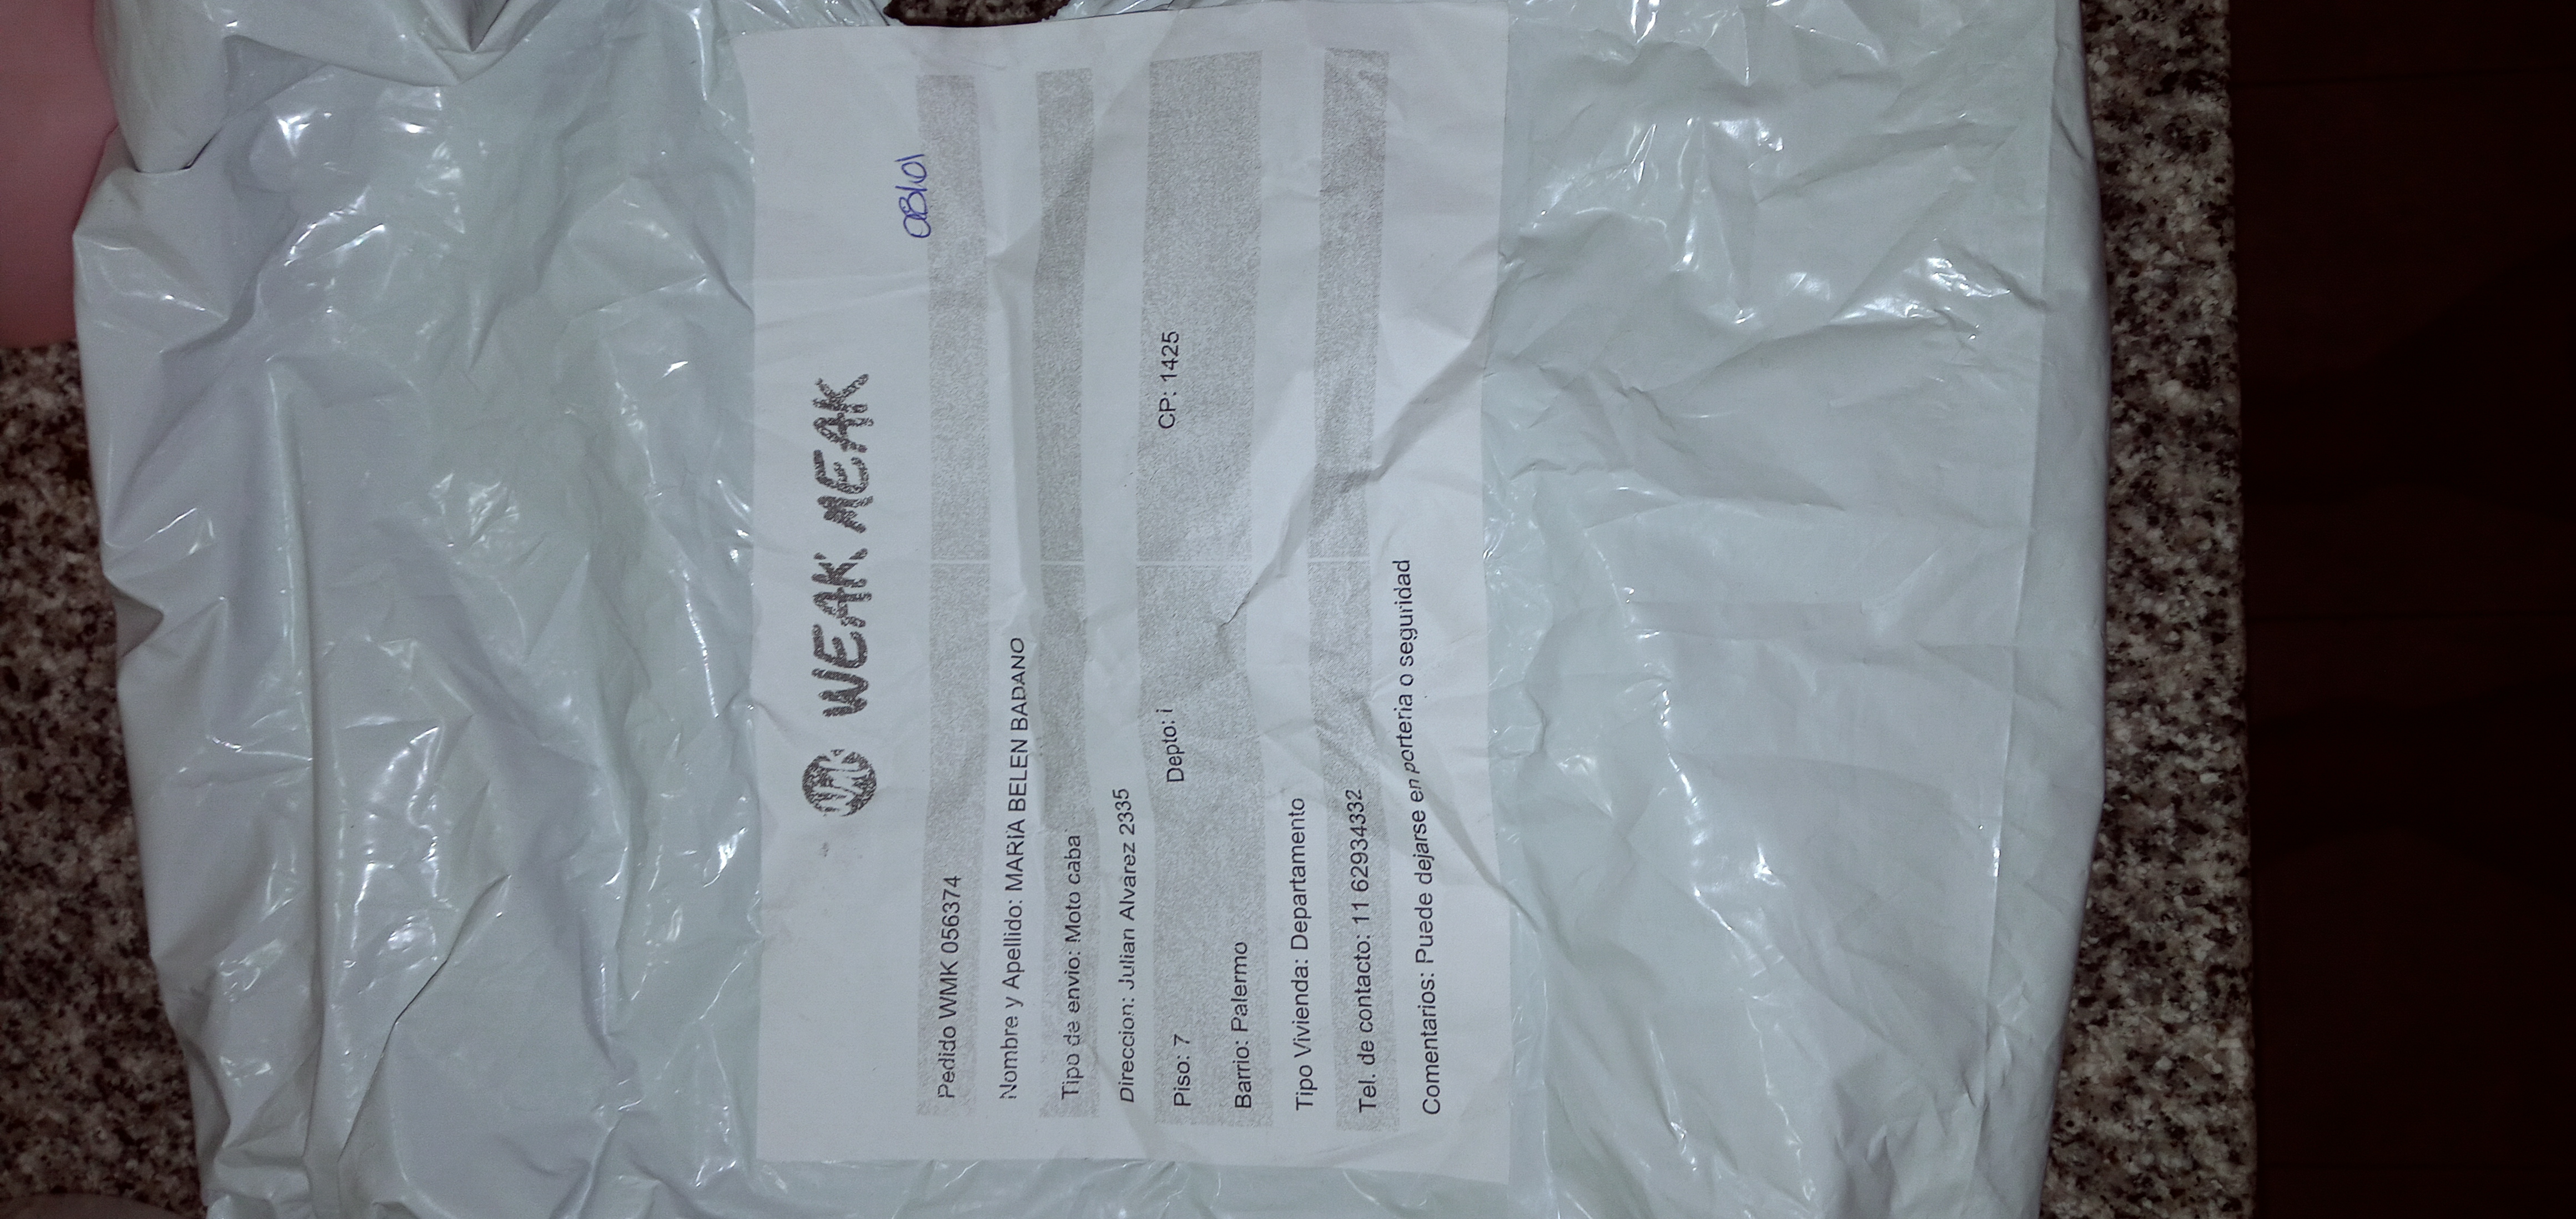 WEAK MEAK
08/01
Pedido WMK 056374
Nombre y Apellido: MARÍA BELEN BADANO
Tipo de envio: Moto caba
Direccion: Julian Alvarez 2335
Piso: 7 Depto: i CP: 1425
Barrio: Palermo
Tipo Vivienda: Departamento
Tel. de contacto: 11 62934332
Comentarios: Puede dejarse en porteria o seguridad